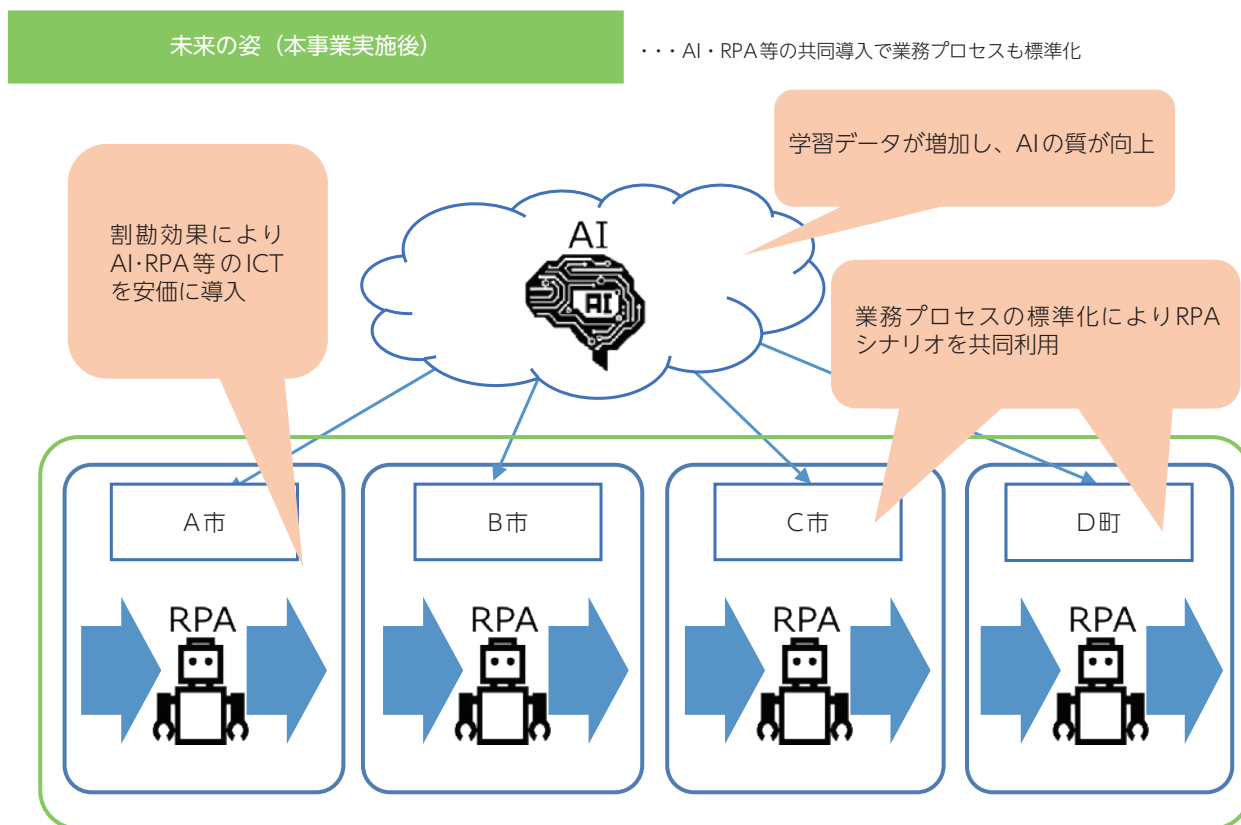 未来の姿（本事業実施後）
・・・AI・RPA等の共同導入で業務プロセスも標準化
学習データが増加し、AIの質が向上
割勘効果により
AI･RPA等のICT
を安価に導入
AI
AI
業務プロセスの標準化によりRPA
シナリオを共同利用
A市
B市
C市
D町
RPA
RPA
RPA
RPA